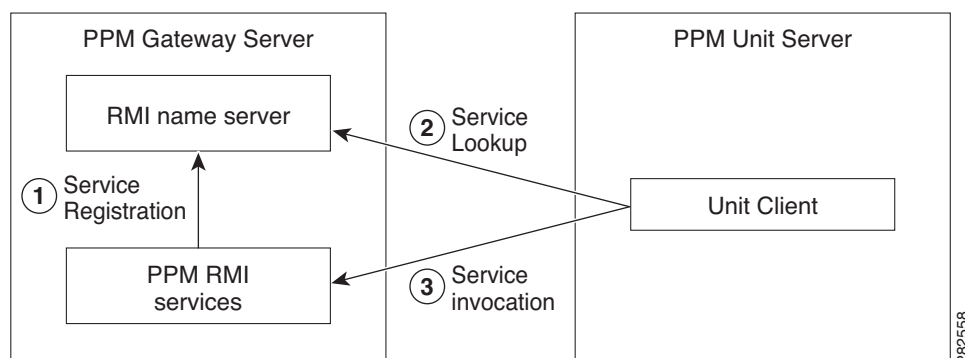 PPM Gateway Server
RMI name server
1
Service
Registration
PPM RMI
services
2
Service
Lookup
3
Service
invocation
PPM Unit Server
Unit Client